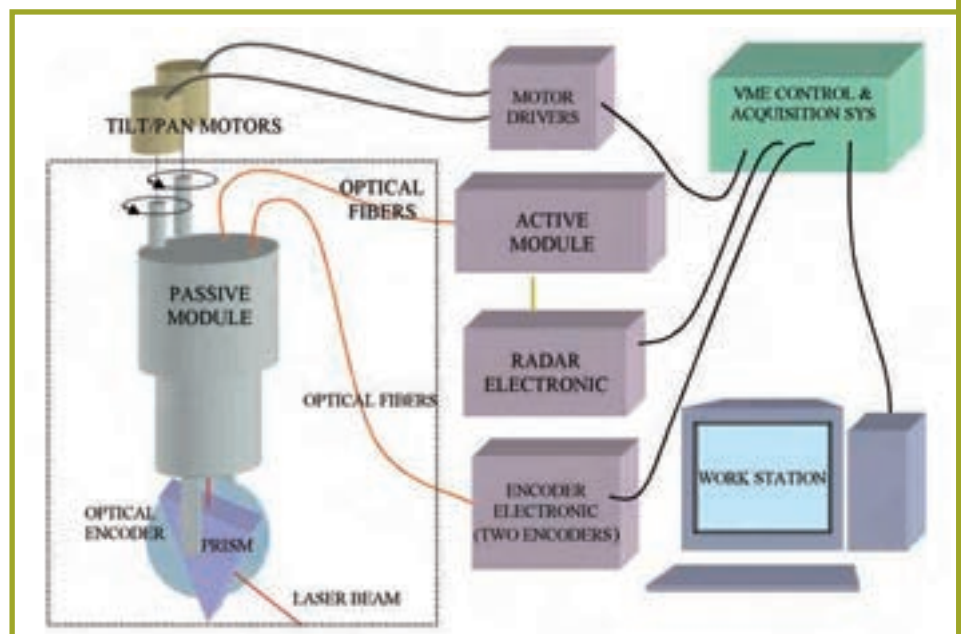 TILT/PAN MOTORS
MOTOR
DRIVERS
VME CONTROL &
ACQUISITION SYS
OPTICAL
FIBERS
ACTIVE
MODULE
PASSIVE
MODULE
RADAR
ELECTRONIC
OPTICAL FIBERS
OPTICAL
ENCODER
PRISM
LASER BEAM
ENCODER
ELECTRONIC
(TWO ENCODERS)
WORK STATION